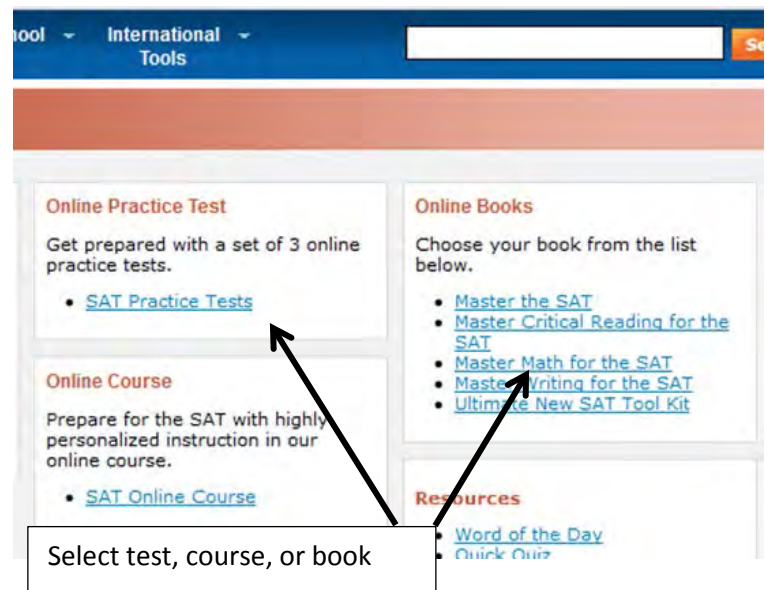 International
Tools
Online Practice Test
Get prepared with a set of 3 online
practice tests.
• SAT Practice Tests
Online Course
Prepare for the SAT with highly
personalized instruction in our
online course.
• SAT Online Course
Online Books
Choose your book from the list
below.
• Master the SAT
• Master Critical Reading for the
SAT
• Master Math for the SAT
• Master Writing for the SAT
• Ultimate New SAT Tool Kit
Resources
• Word of the Day
• Quick Quiz
Select test, course, or book